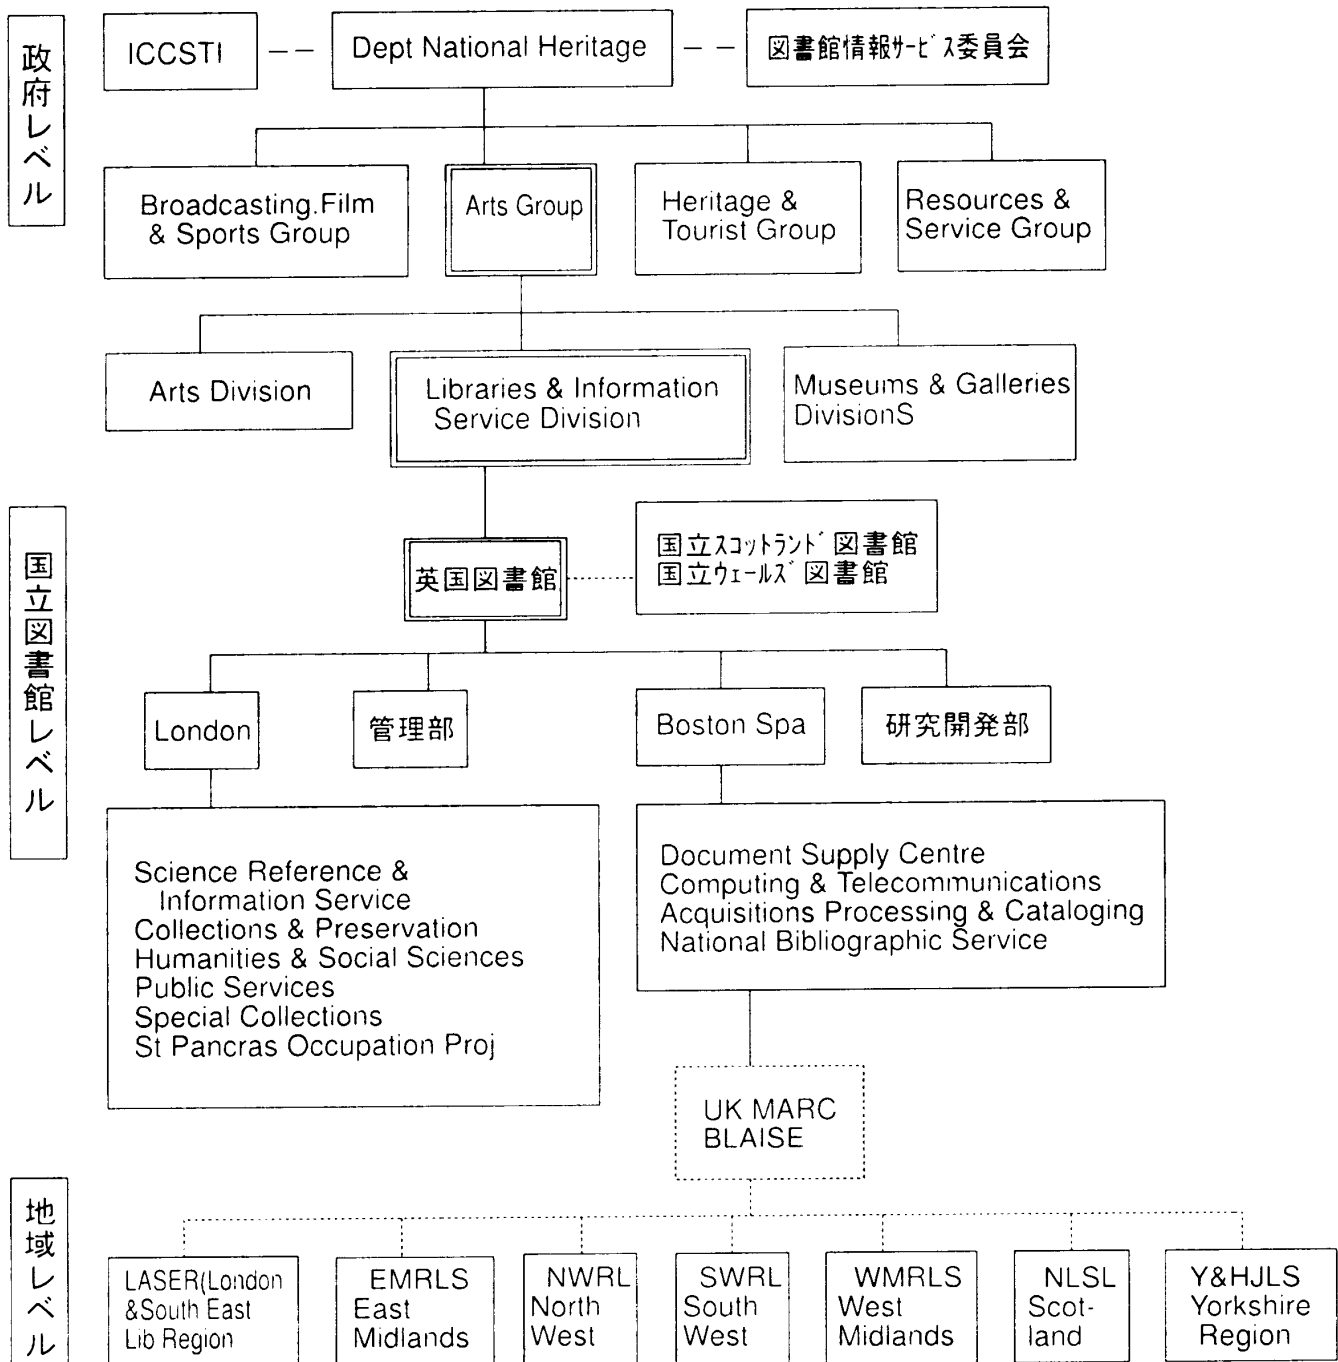 政府レベル
ICCSTI
Dept National Heritage
図書館情報サービス委員会
Broadcasting.Film
& Sports Group
Arts Group
Heritage &
Tourist Group
Resources &
Service Group
Arts Division
Libraries & Information
Service Division
Museums & Galleries
DivisionS
国立図書館レベル
英国図書館
国立スコットランド図書館
国立ウェールズ図書館
London
管理部
Boston Spa
研究開発部
Science Reference &
Information Service
Collections & Preservation
Humanities & Social Sciences
Public Services
Special Collections
St Pancras Occupation Proj
Document Supply Centre
Computing & Telecommunications
Acquisitions Processing & Cataloging
National Bibliographic Service
UK MARC
BLAISE
地域レベル
LASER(London
&South East
Lib Region
EMRLS
East
Midlands
NWRL
North
West
SWRL
South
West
WMRLS
West
Midlands
NLSL
Scot-
land
Y&HJLS
Yorkshire
Region